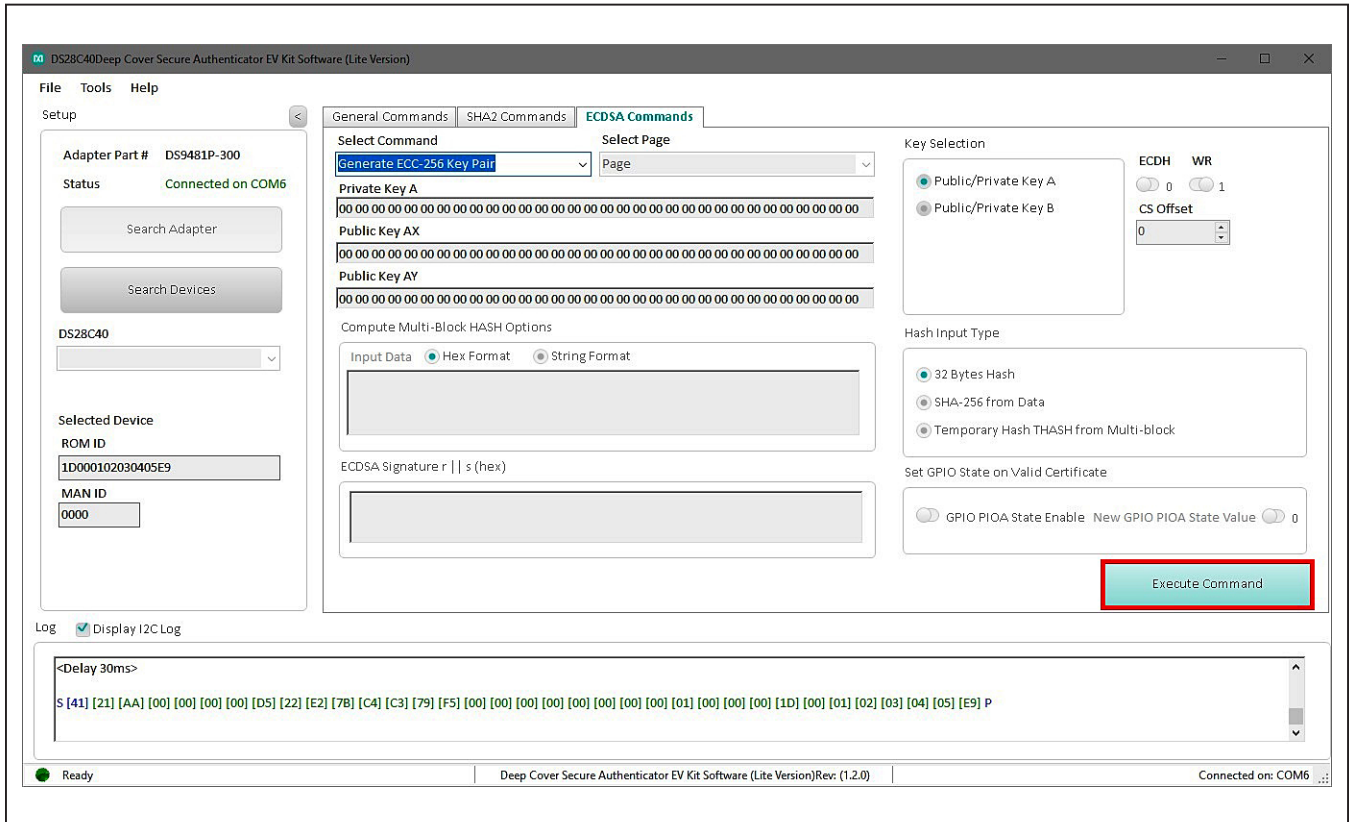 DS28C40Deep Cover Secure Authenticator EV Kit Software (Lite Version)
File Tools Help
Setup <
Adapter Part # DS9481P-300
Status Connected on COM6
Search Adapter
Search Devices
DS28C40
Selected Device
ROM ID
1D000102030405E9
MAN ID
0000
General Commands SHA2 Commands ECDSA Commands
Select Command Select Page
Generate ECC-256 Key Pair Page
Private Key A
00 00 00 00 00 00 00 00 00 00 00 00 00 00 00 00 00 00 00 00 00 00 00 00 00 00 00 00 00 00 00 00
Public Key AX
00 00 00 00 00 00 00 00 00 00 00 00 00 00 00 00 00 00 00 00 00 00 00 00 00 00 00 00 00 00 00 00
Public Key AY
00 00 00 00 00 00 00 00 00 00 00 00 00 00 00 00 00 00 00 00 00 00 00 00 00 00 00 00 00 00 00 00
Compute Multi-Block HASH Options
Input Data Hex Format String Format
ECDSA Signature r || s (hex)
Key Selection
Public/Private Key A
Public/Private Key B
ECDH WR
0 1
CS Offset
0
Hash Input Type
32 Bytes Hash
SHA-256 from Data
Temporary Hash THASH from Multi-block
Set GPIO State on Valid Certificate
GPIO PIOA State Enable New GPIO PIOA State Value 0
Execute Command
Log Display I2C Log
<Delay 30ms>
S [41] [21] [AA] [00] [00] [00] [00] [D5] [22] [E2] [7B] [C4] [C3] [79] [F5] [00] [00] [00] [00] [00] [00] [00] [00] [01] [00] [00] [00] [1D] [00] [01] [02] [03] [04] [05] [E9] P
Ready Deep Cover Secure Authenticator EV Kit Software (Lite Version)Rev: (1.2.0) Connected on: COM6